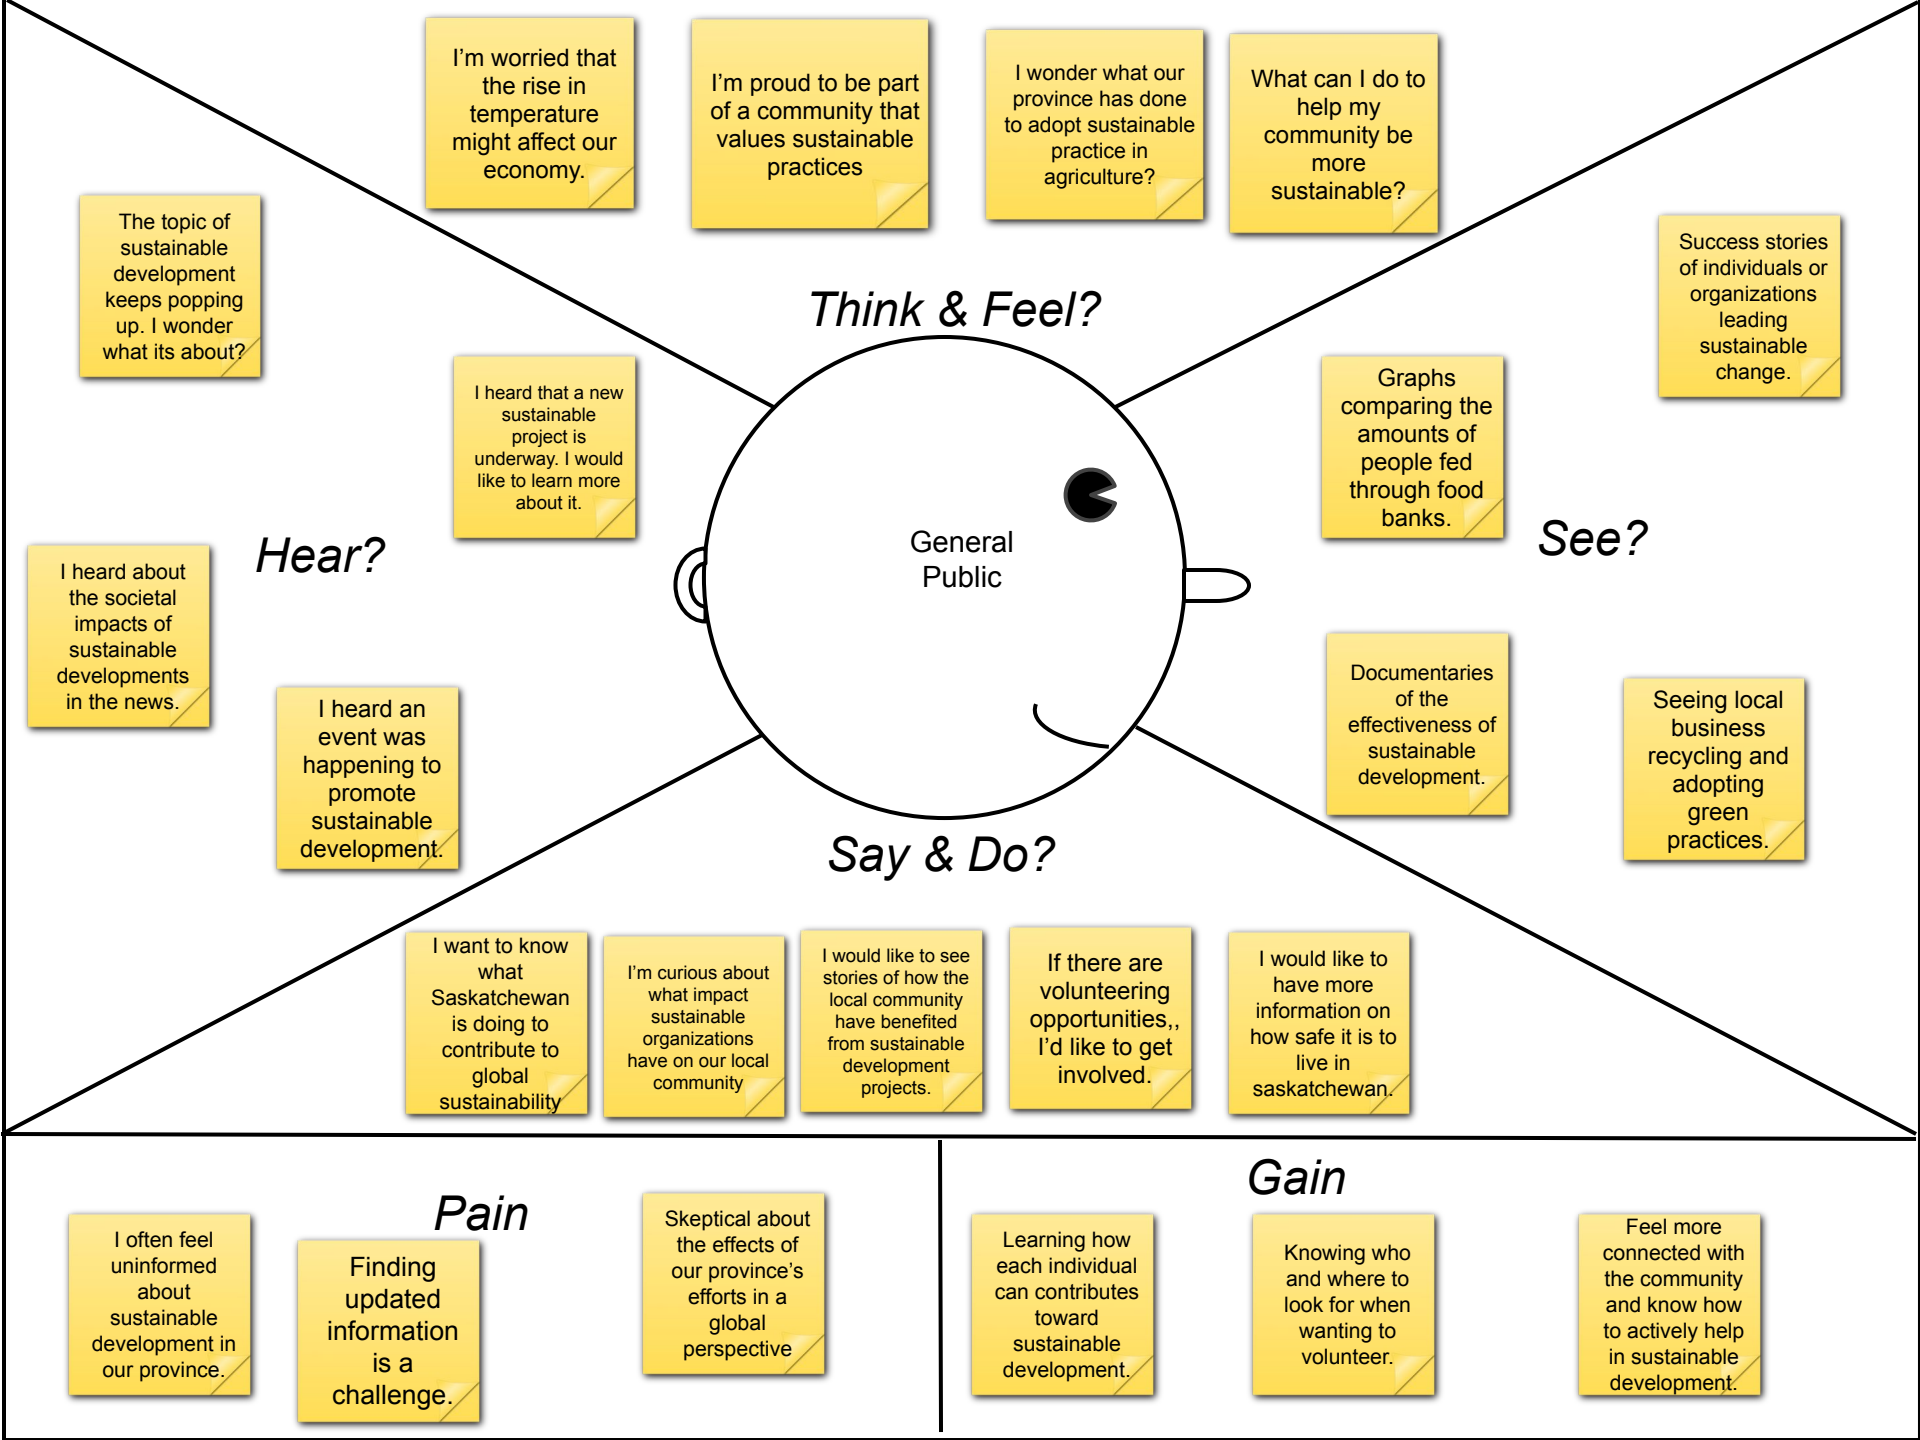 I'm worried that
the rise in
temperature
might affect our
economy.
I'm proud to be part
of a community that
values sustainable
practices
I wonder what our
province has done
to adopt sustainable
practice in
agriculture?
What can I do to
help my
community be
more
sustainable?
Think & Feel?
The topic of
sustainable
development
keeps popping
up. I wonder
what its about?
I heard that a new
sustainable
project is
underway. I would
like to learn more
about it.
Hear?
I heard about
the societal
impacts of
sustainable
developments
in the news.
I heard an
event was
happening to
promote
sustainable
development.
General
Public
Success stories
of individuals or
organizations
leading
sustainable
change.
Graphs
comparing the
amounts of
people fed
through food
banks.
See?
Documentaries
of the
effectiveness of
sustainable
development.
Seeing local
business
recycling and
adopting
green
practices.
Say & Do?
I want to know
what
Saskatchewan
is doing to
contribute to
global
sustainability
I'm curious about
what impact
sustainable
organizations
have on our local
community
I would like to see
stories of how the
local community
have benefited
from sustainable
development
projects.
If there are
volunteering
opportunities,,
I'd like to get
involved.
I would like to
have more
information on
how safe it is to
live in
saskatchewan.
Pain
I often feel
uninformed
about
sustainable
development in
our province.
Finding
updated
information
is a
challenge.
Skeptical about
the effects of
our province's
efforts in a
global
perspective
Gain
Learning how
each individual
can contributes
toward
sustainable
development.
Knowing who
and where to
look for when
wanting to
volunteer.
Feel more
connected with
the community
and know how
to actively help
in sustainable
development.